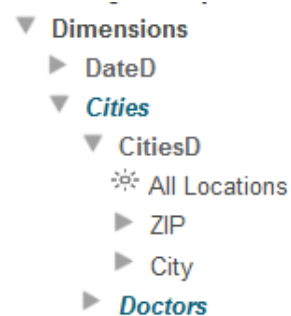 Dimensions
DateD
Cities
CitiesD
All Locations
ZIP
City
Doctors